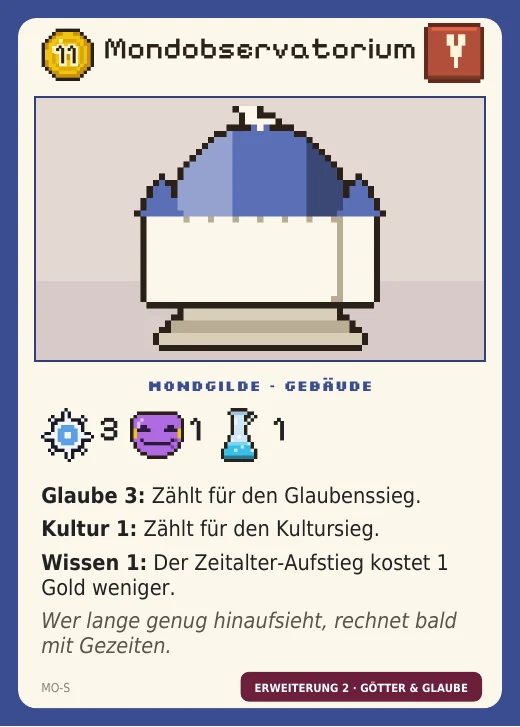 11 Mondobservatorium
MONDGILDE - GEBÄUDE
3 1 1
Glaube 3: Zählt für den Glaubenssieg.
Kultur 1: Zählt für den Kultursieg.
Wissen 1: Der Zeitalter-Aufstieg kostet 1
Gold weniger.
Wer lange genug hinaufsieht, rechnet bald
mit Gezeiten.
MO-S
ERWEITERUNG 2 · GÖTTER & GLAUBE